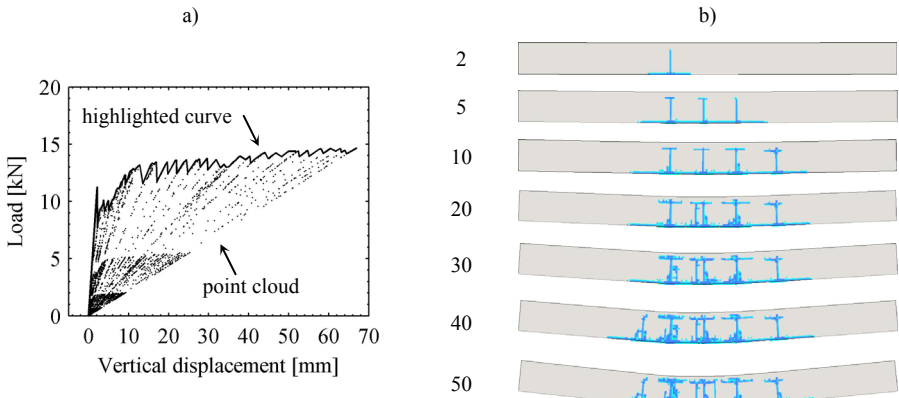 a)
b)
20
15
10
5
0
Load [kN]
highlighted curve
point cloud
0 10 20 30 40 50 60 70
Vertical displacement [mm]
2
5
10
20
30
40
50